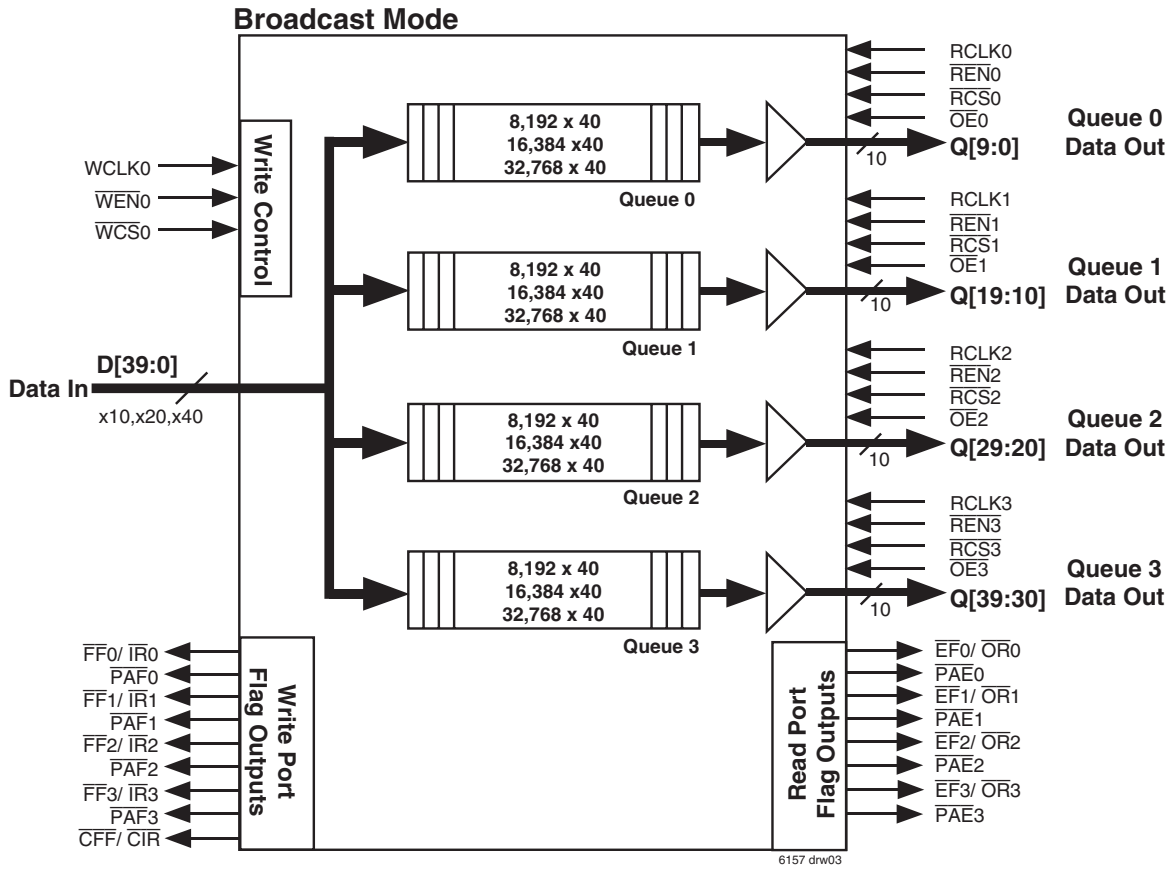 Broadcast Mode
WCLK0
WEN0
WCS0
Write Control
D[39:0]
Data In
x10,x20,x40
8,192 x 40
16,384 x40
32,768 x 40
Queue 0
8,192 x 40
16,384 x40
32,768 x 40
Queue 1
8,192 x 40
16,384 x40
32,768 x 40
Queue 2
8,192 x 40
16,384 x40
32,768 x 40
Queue 3
RCLK0
REN0
RCS0
OE0
Q[9:0]
10
Queue 0
Data Out
RCLK1
REN1
RCS1
OE1
Q[19:10]
10
Queue 1
Data Out
RCLK2
REN2
RCS2
OE2
Q[29:20]
10
Queue 2
Data Out
RCLK3
REN3
RCS3
OE3
Q[39:30]
10
Queue 3
Data Out
FF0/ IR0
PAF0
FF1/ IR1
PAF1
FF2/ IR2
PAF2
FF3/ IR3
PAF3
CFF/ CIR
Write Port
Flag Outputs
Read Port
Flag Outputs
EF0/ OR0
PAE0
EF1/ OR1
PAE1
EF2/ OR2
PAE2
EF3/ OR3
PAE3
6157 drw03